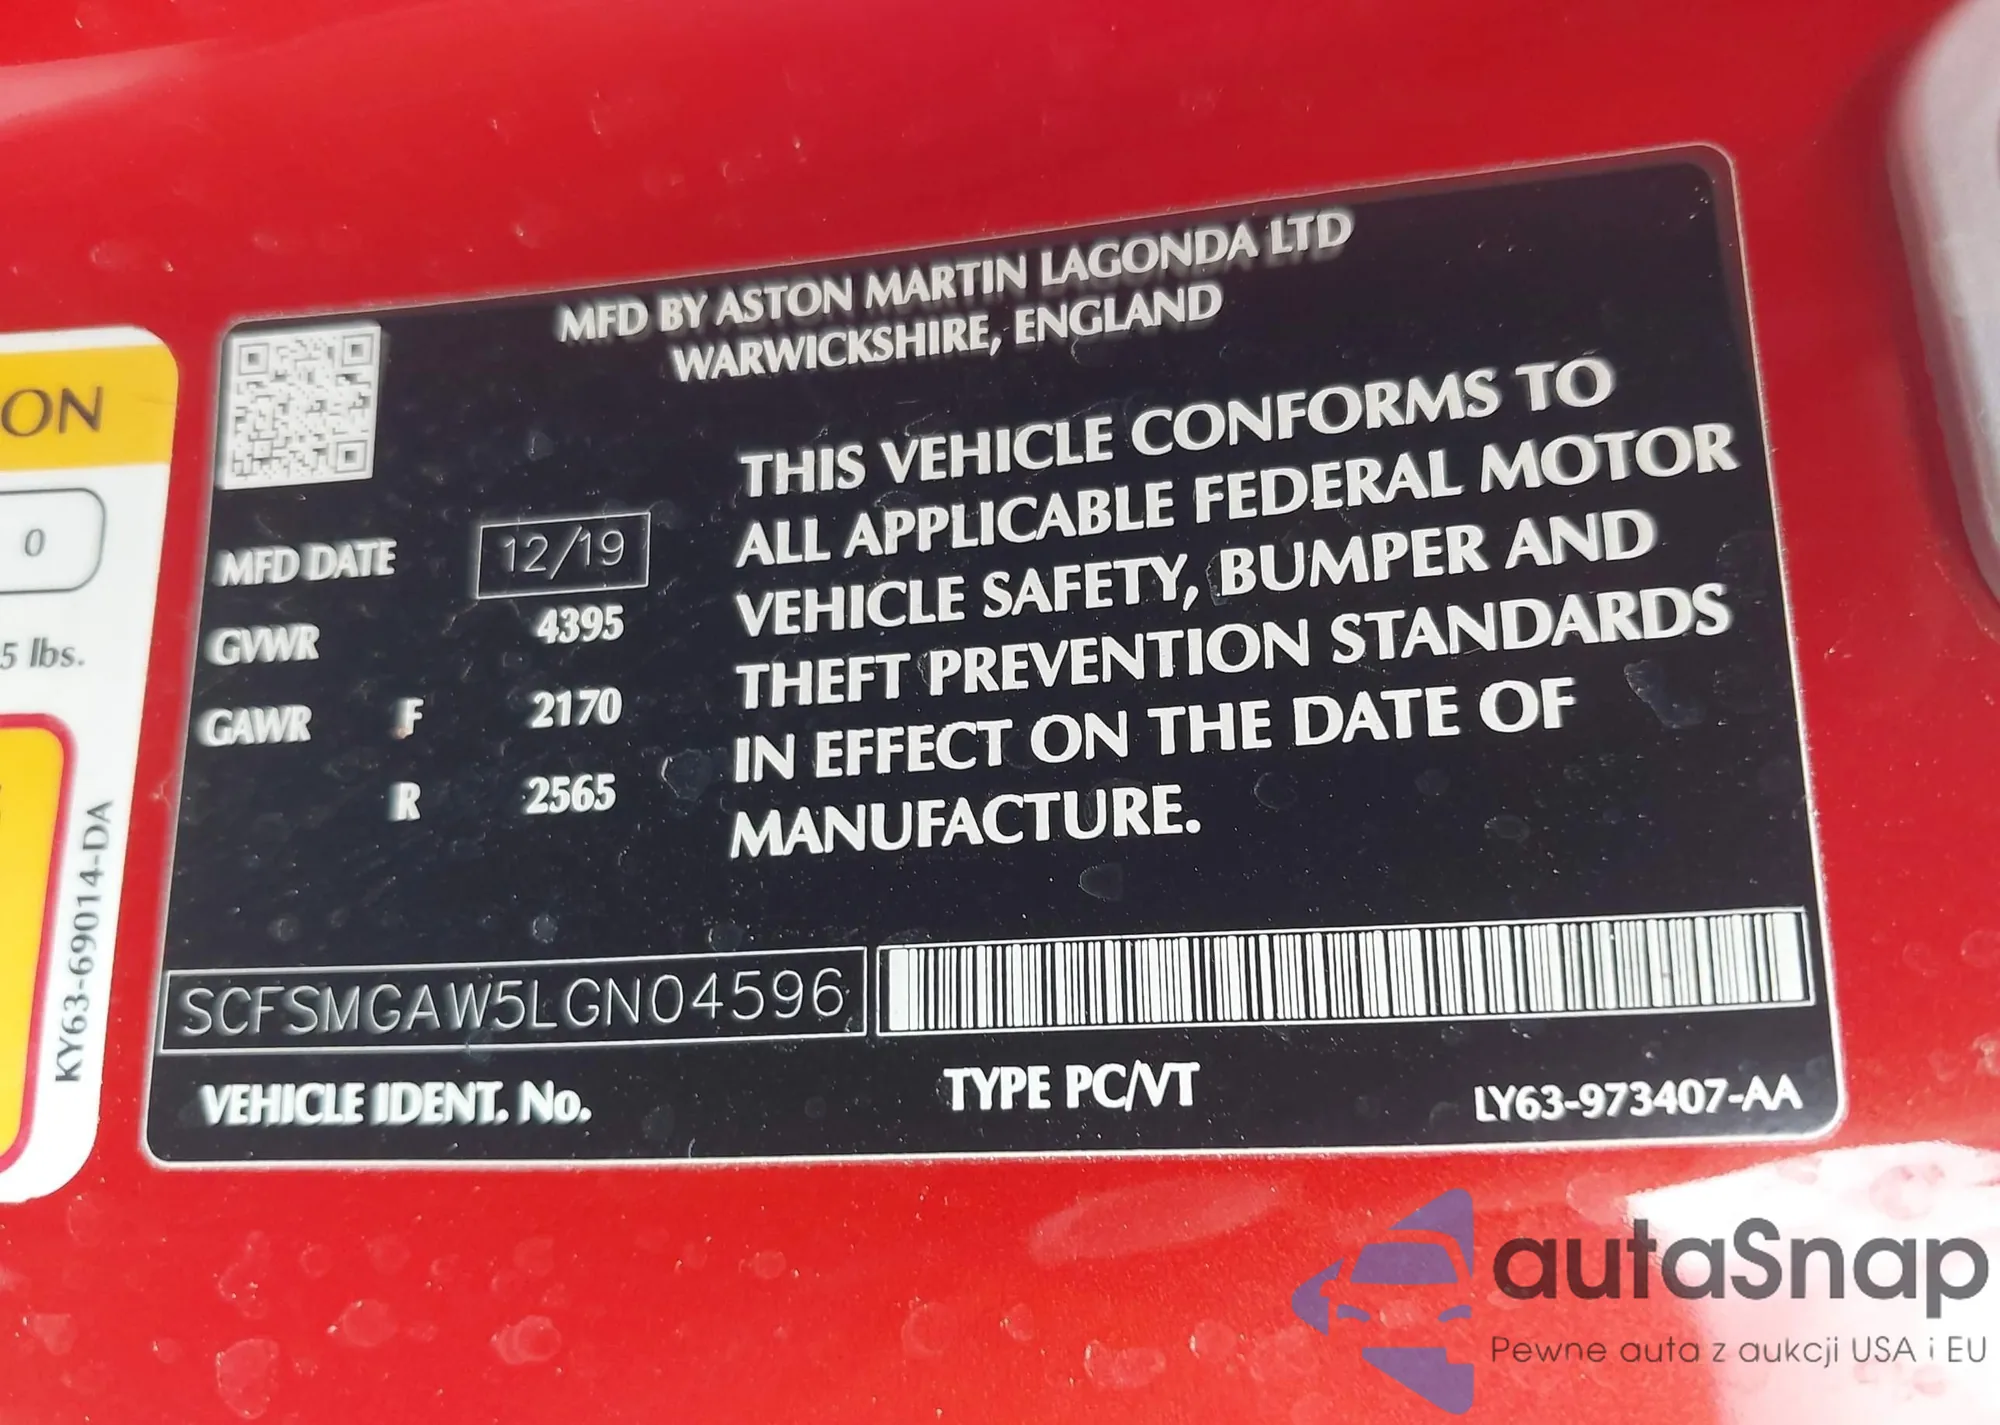 MFD BY ASTON MARTIN LAGONDA LTD
WARWICKSHIRE, ENGLAND
THIS VEHICLE CONFORMS TO
ALL APPLICABLE FEDERAL MOTOR
VEHICLE SAFETY, BUMPER AND
THEFT PREVENTION STANDARDS
IN EFFECT ON THE DATE OF
MANUFACTURE.
MFD DATE 12/19
GVWR 4395
GAWR F 2170
R 2565
SCFSMGAW5LGN04596
VEHICLE IDENT. No.
TYPE PC/VT
LY63-973407-AA
ON
0
5 lbs.
KY63-69014-DA
autaSnap
Pewne auta z aukcji USA i EU